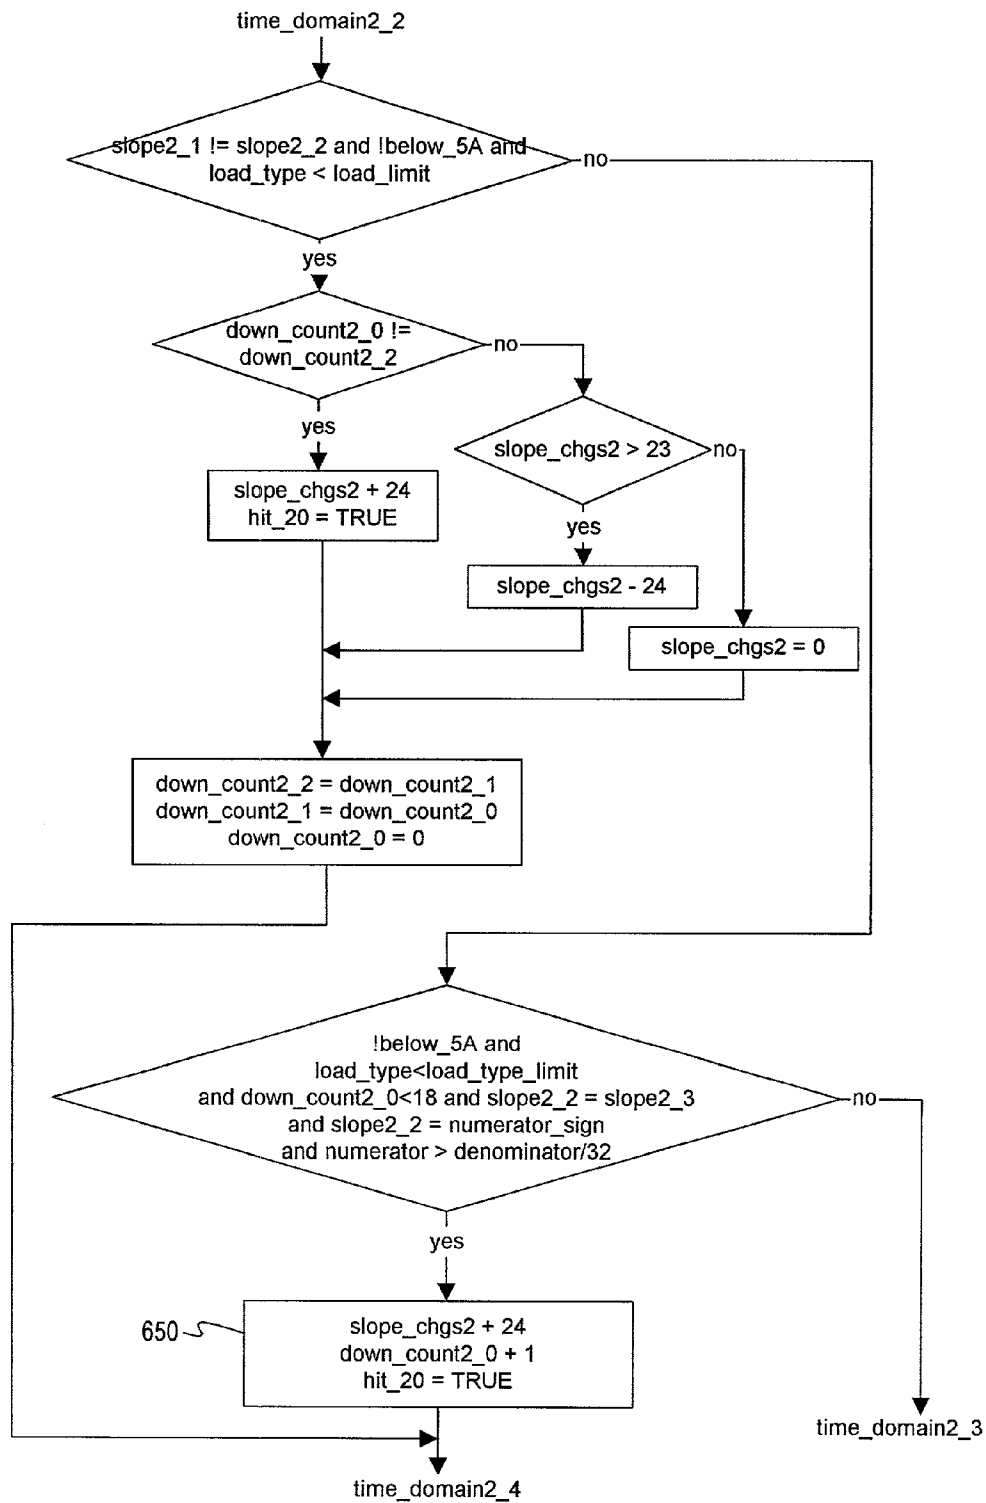 time_domain2_2
slope2_1 != slope2_2 and !below_5A and
load_type < load_limit
no
yes
down_count2_0 !=
down_count2_2
no
yes
slope_chgs2 > 23
no
slope_chgs2 + 24
hit_20 = TRUE
yes
slope_chgs2 - 24
slope_chgs2 = 0
down_count2_2 = down_count2_1
down_count2_1 = down_count2_0
down_count2_0 = 0
!below_5A and
load_type<load_type_limit
and down_count2_0<18 and slope2_2 = slope2_3
and slope2_2 = numerator_sign
and numerator > denominator/32
no
yes
650
slope_chgs2 + 24
down_count2_0 + 1
hit_20 = TRUE
time_domain2_3
time_domain2_4